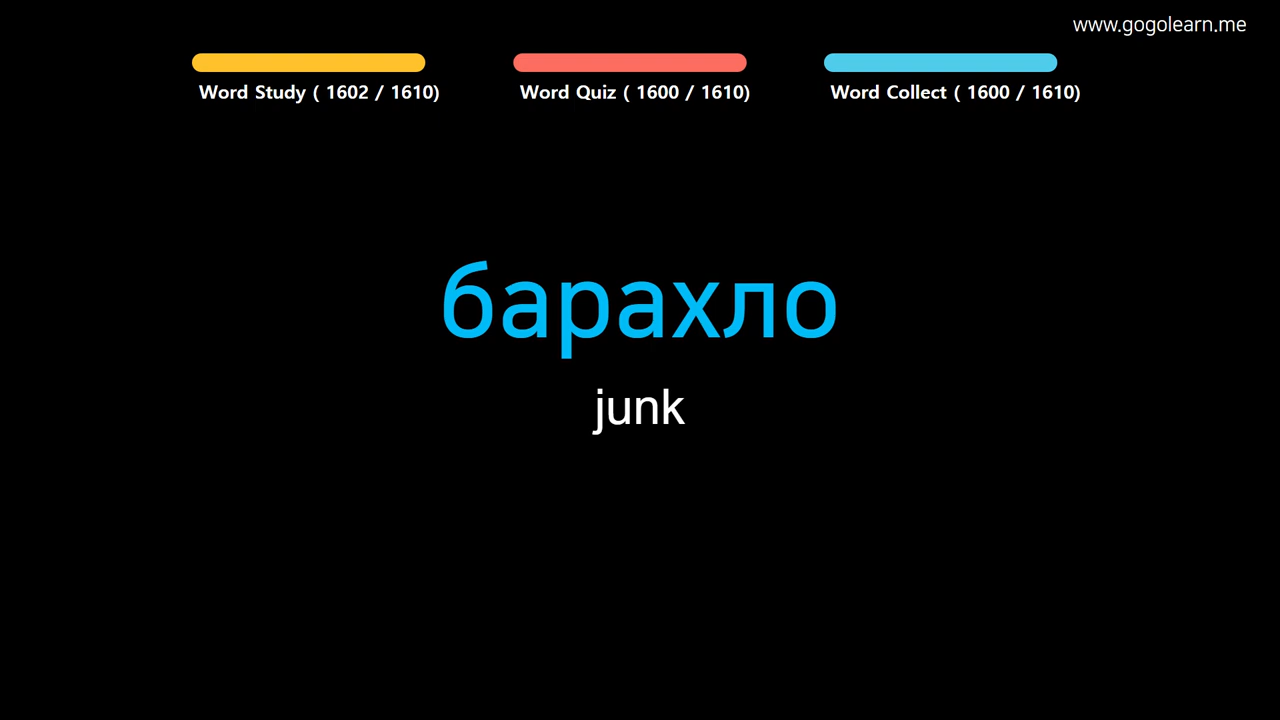 www.gogolearn.me
Word Study ( 1602 / 1610)
Word Quiz ( 1600 / 1610)
Word Collect ( 1600 / 1610)
барахло
junk